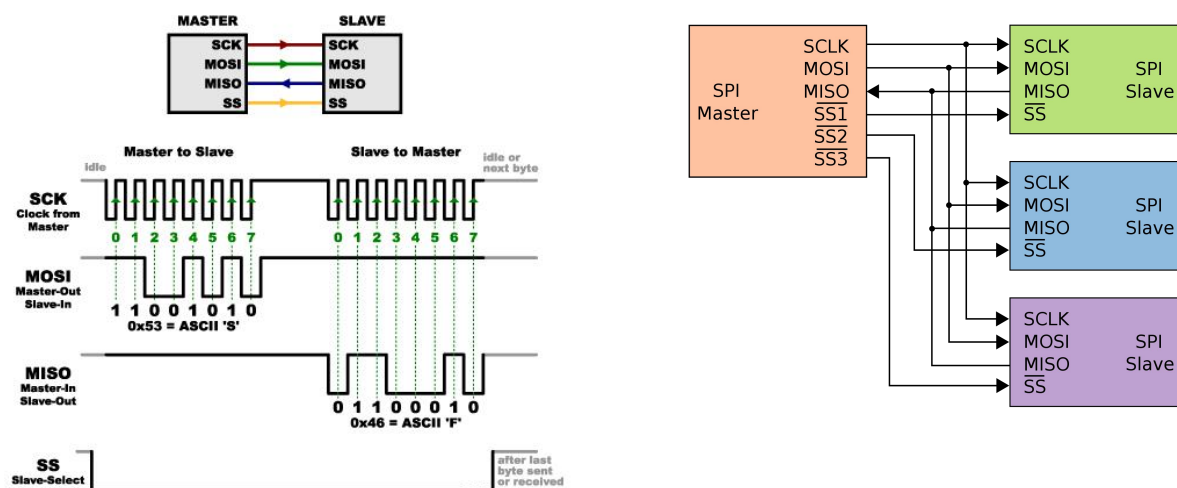 MASTER SLAVE
SCK SCK
MOSI MOSI
MISO MISO
SS SS
Master to Slave Slave to Master
idle idle or
next byte
SCK
Clock from
Master
0 1 2 3 4 5 6 7 0 1 2 3 4 5 6 7
MOSI
Master-Out
Slave-In
1 1 0 0 1 0 1 0
0x53 = ASCII 'S'
MISO
Master-In
Slave-Out
0 1 1 0 0 0 1 0
0x46 = ASCII 'F'
SS
Slave-Select
after last
byte sent
or received
SPI
Master
SCLK
MOSI
MISO
SS1
SS2
SS3
SCLK
MOSI
MISO
SS
SPI
Slave
SCLK
MOSI
MISO
SS
SPI
Slave
SCLK
MOSI
MISO
SS
SPI
Slave